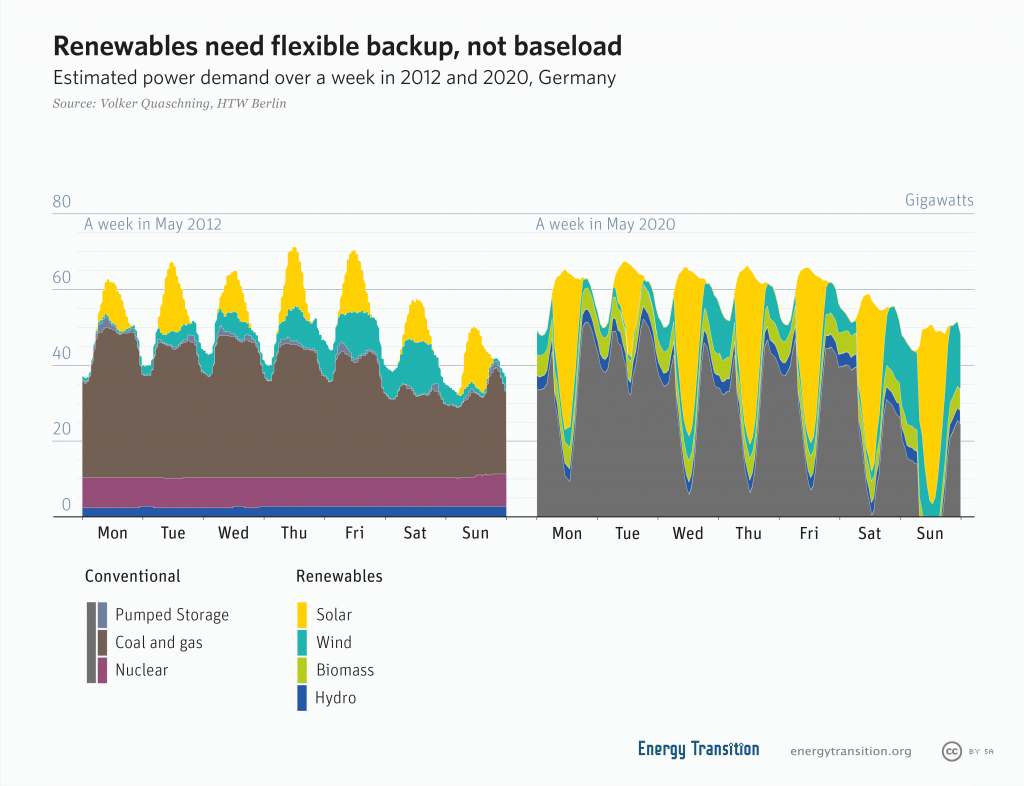 Renewables need flexible backup, not baseload
Estimated power demand over a week in 2012 and 2020, Germany
Source: Volker Quaschning, HTW Berlin
80
Gigawatts
A week in May 2012
A week in May 2020
60
40
20
0
Mon Tue Wed Thu Fri Sat Sun
Mon Tue Wed Thu Fri Sat Sun
Conventional
Pumped Storage
Coal and gas
Nuclear
Renewables
Solar
Wind
Biomass
Hydro
Energy Transition
energytransition.org
cc BY SA